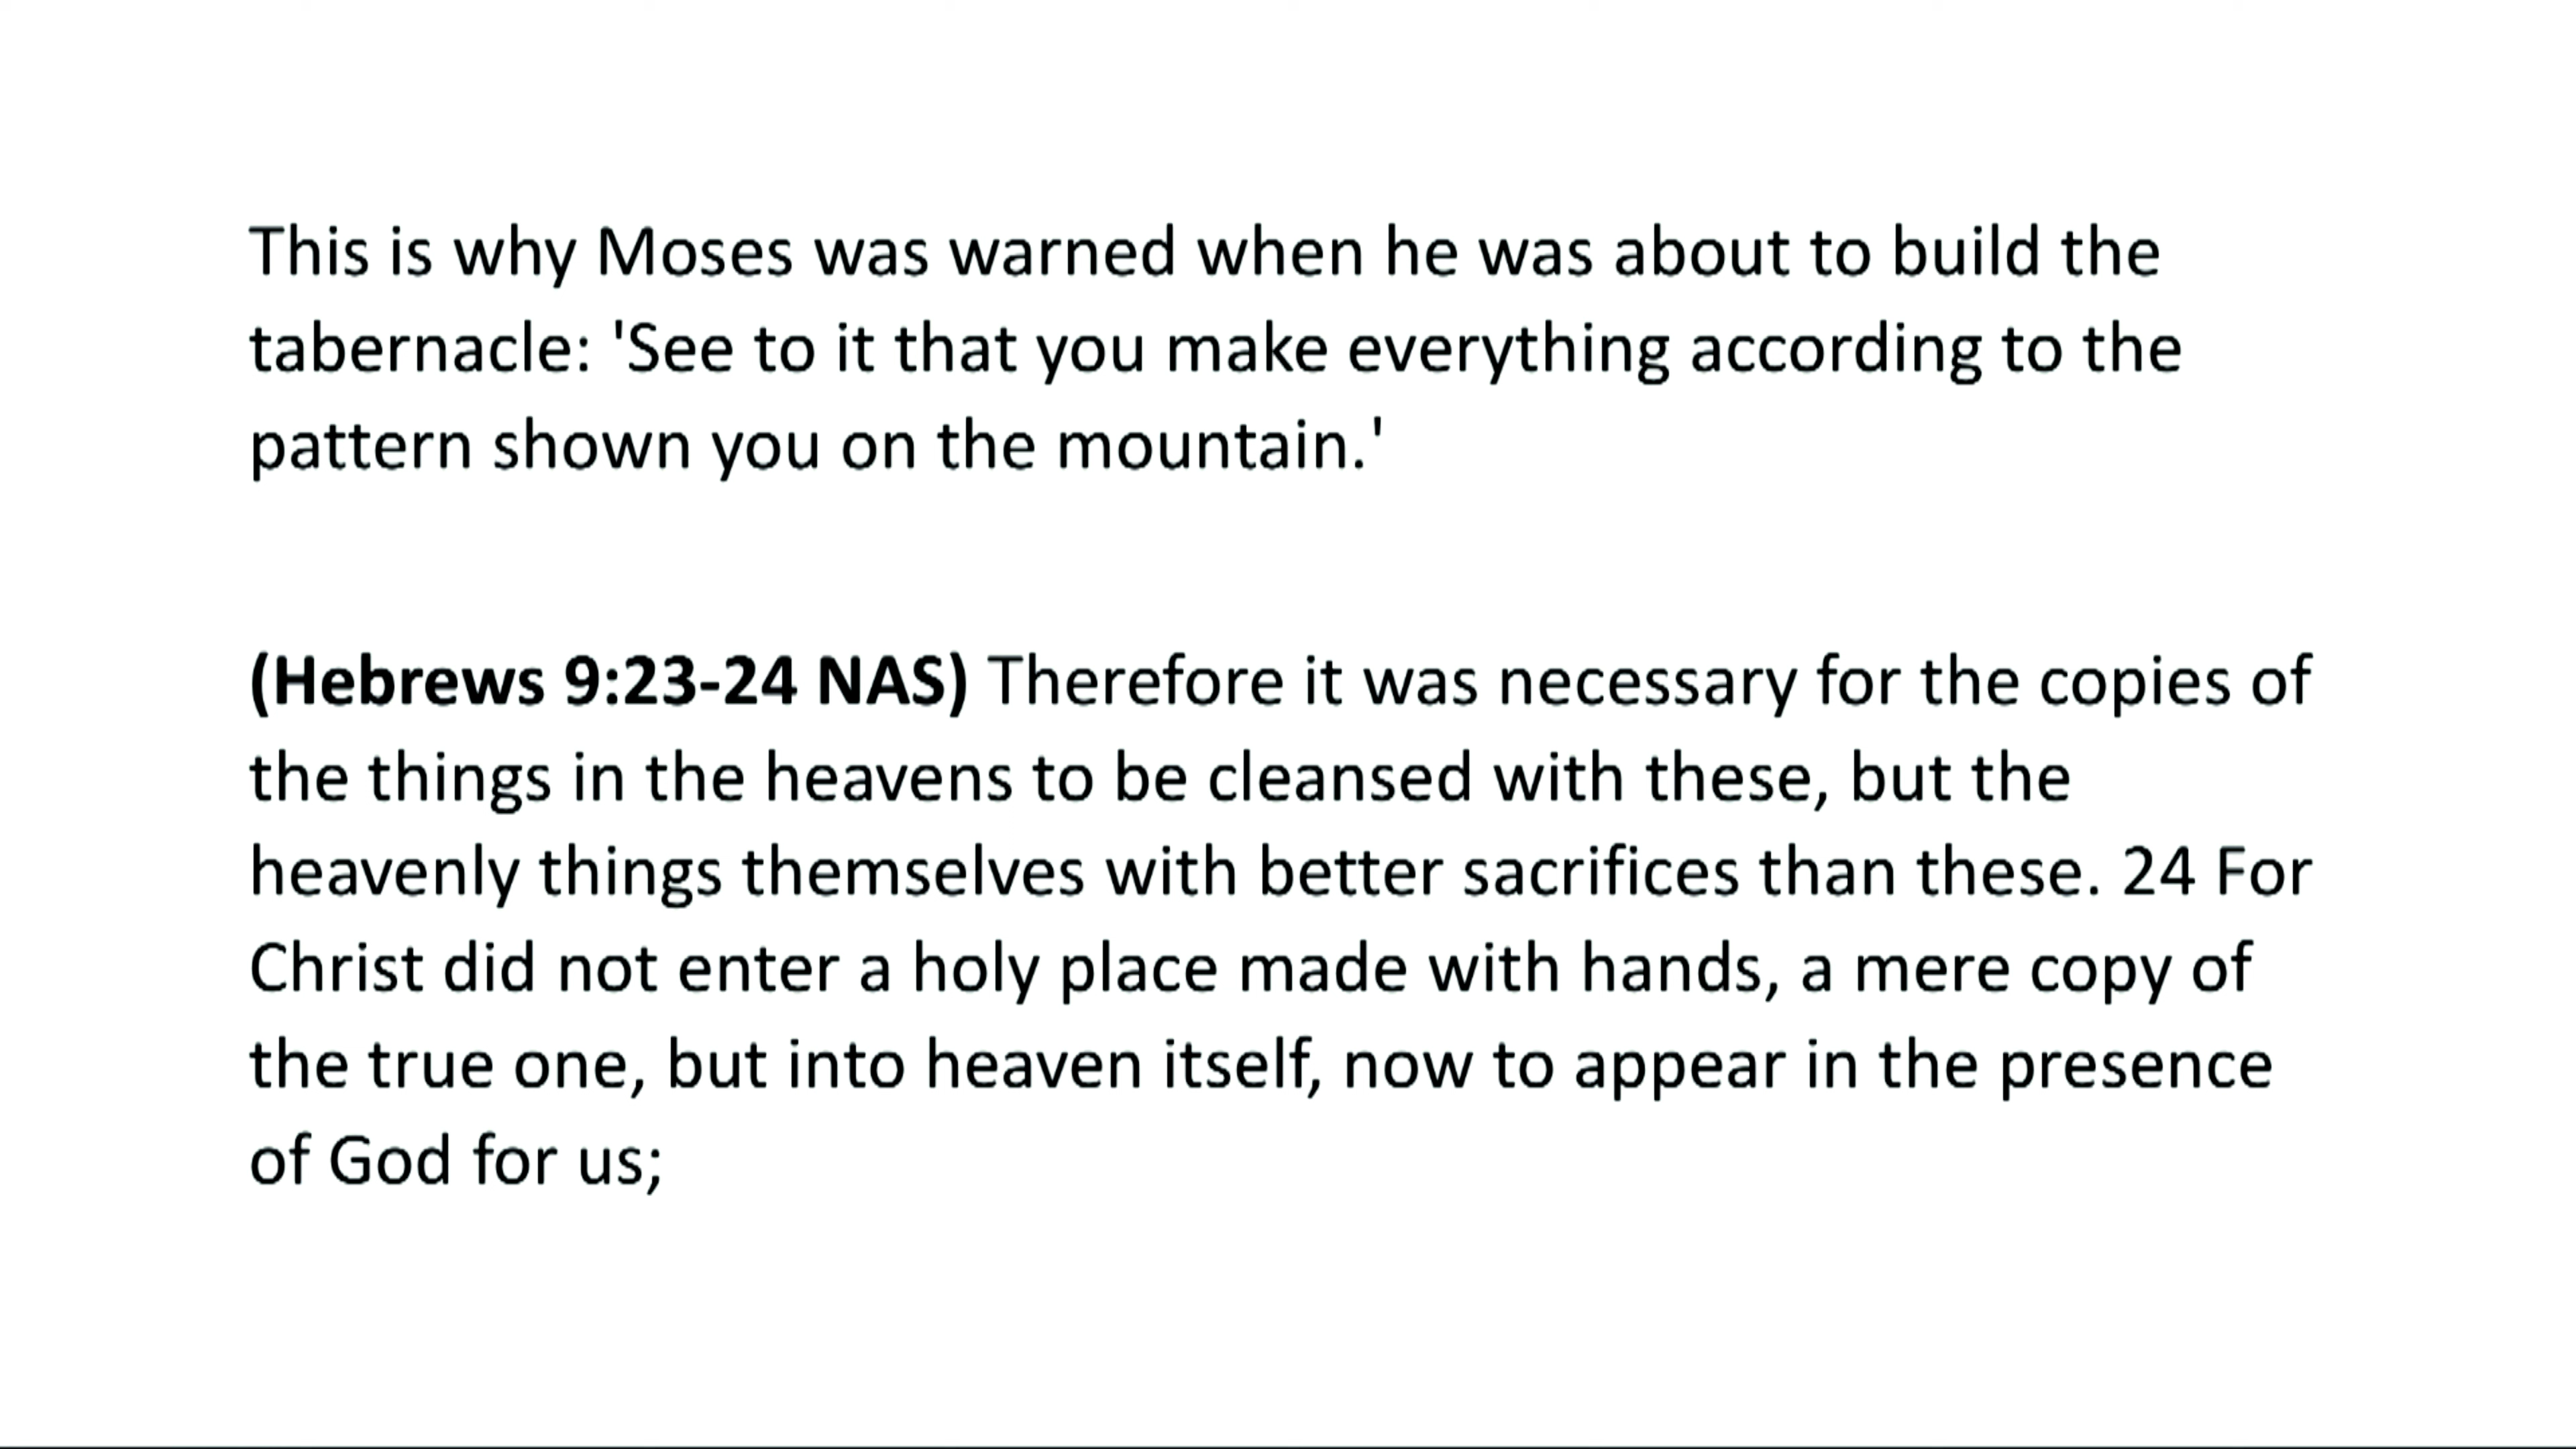 This is why Moses was warned when he was about to build the
tabernacle: 'See to it that you make everything according to the
pattern shown you on the mountain.'
(Hebrews 9:23-24 NAS) Therefore it was necessary for the copies of
the things in the heavens to be cleansed with these, but the
heavenly things themselves with better sacrifices than these. 24 For
Christ did not enter a holy place made with hands, a mere copy of
the true one, but into heaven itself, now to appear in the presence
of God for us;